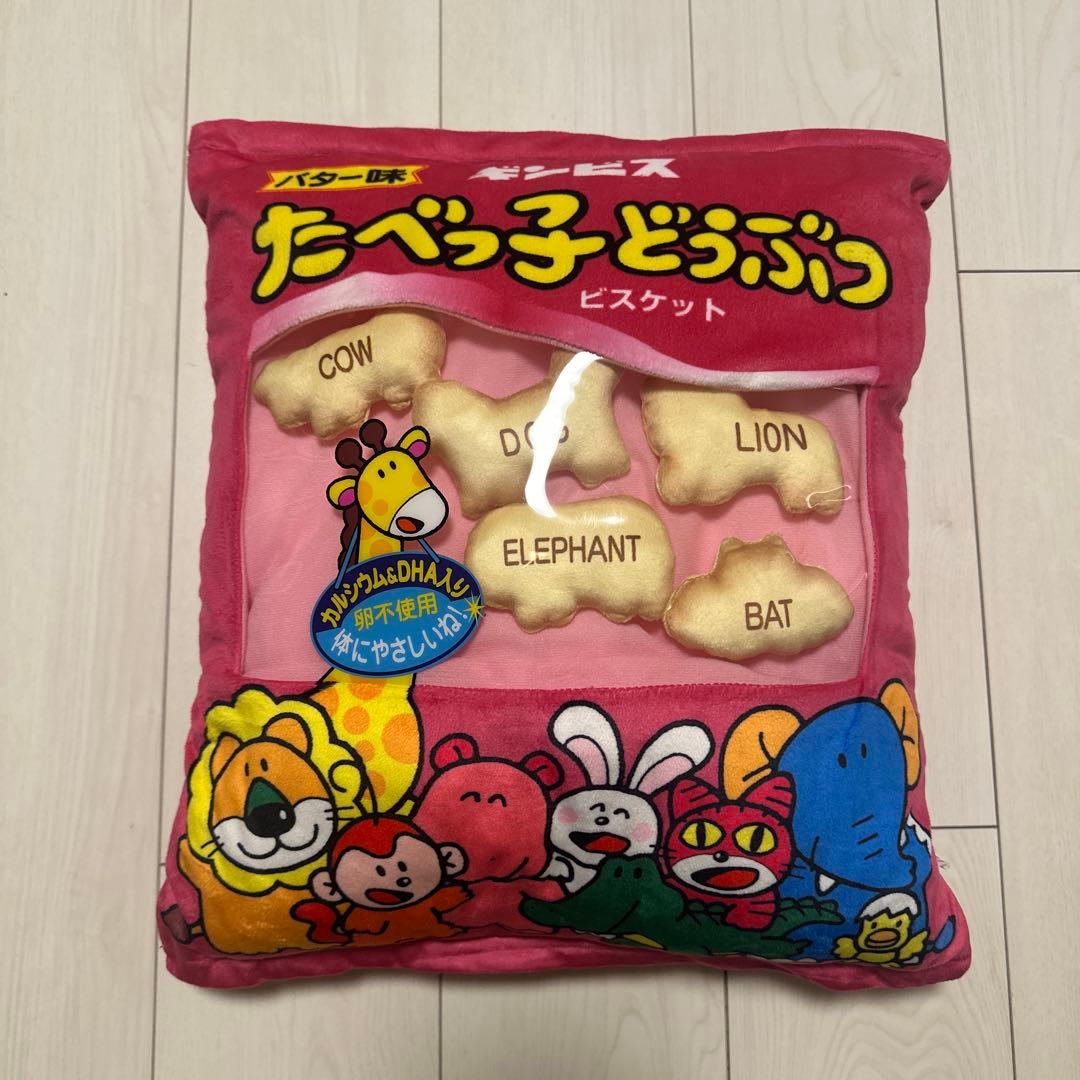 バター味
ギンビス
たべっ子どうぶつ
ビスケット
COW
DOG
LION
ELEPHANT
BAT
カルシウム&DHA入り
卵不使用
体にやさしいね!